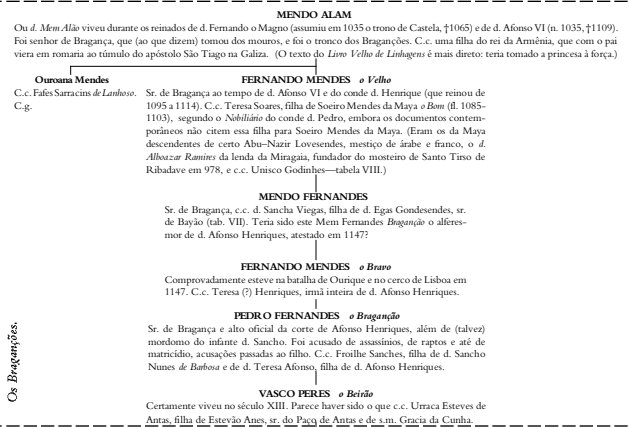 MENDO ALAM
Ou d. Mem Alão viveu durante os reinados de d. Fernando o Magno (assumiu em 1035 o trono de Castela, †1065) e de d. Afonso VI (n. 1035, †1109).
Foi senhor de Bragança, que (ao que dizem) tomou dos mouros, e foi o tronco dos Braganções. C.c. uma filha do rei da Armênia, que com o pai
viera em romaria ao túmulo do apóstolo São Tiago na Galiza. (O texto do Livro Velho de Linhagens é mais direto: teria tomado a princesa à força.)
Ouroana Mendes
C.c. Fafes Sarracins de Lanhoso.
C.g.
FERNANDO MENDES o Velho
Sr. de Bragança ao tempo de d. Afonso VI e do conde d. Henrique (que reinou de
1095 a 1114). C.c. Teresa Soares, filha de Soeiro Mendes da Maya o Bom (fl. 1085-
1103), segundo o Nobiliário do conde d. Pedro, embora os documentos contem-
porâneos não citem essa filha para Soeiro Mendes da Maya. (Eram os da Maya
descendentes de certo Abu–Nazir Lovesendes, mestiço de árabe e franco, o d.
Alboazar Ramires da lenda da Miragaia, fundador do mosteiro de Santo Tirso de
Ribadave em 978, e c.c. Unisco Godinhes—tabela VIII.)
MENDO FERNANDES
Sr. de Bragança, c.c. d. Sancha Viegas, filha de d. Egas Gondesendes, sr.
de Bayão (tab. VII). Teria sido este Mem Fernandes Braganção o alferes-
mor de d. Afonso Henriques, atestado em 1147?
FERNANDO MENDES o Bravo
Comprovadamente esteve na batalha de Ourique e no cerco de Lisboa em
1147. C.c. Teresa (?) Henriques, irmã inteira de d. Afonso Henriques.
PEDRO FERNANDES o Braganção
Sr. de Bragança e alto oficial da corte de Afonso Henriques, além de (talvez)
mordomo do infante d. Sancho. Foi acusado de assassínios, de raptos e até de
matricídio, acusações passadas ao filho. C.c. Froilhe Sanches, filha de d. Sancho
Nunes de Barbosa e de d. Teresa Afonso, filha de d. Afonso Henriques.
VASCO PERES o Beirão
Certamente viveu no século XIII. Parece haver sido o que c.c. Urraca Esteves de
Antas, filha de Estevão Anes, sr. do Paço de Antas e de s.m. Gracia da Cunha.
Os Braganções.